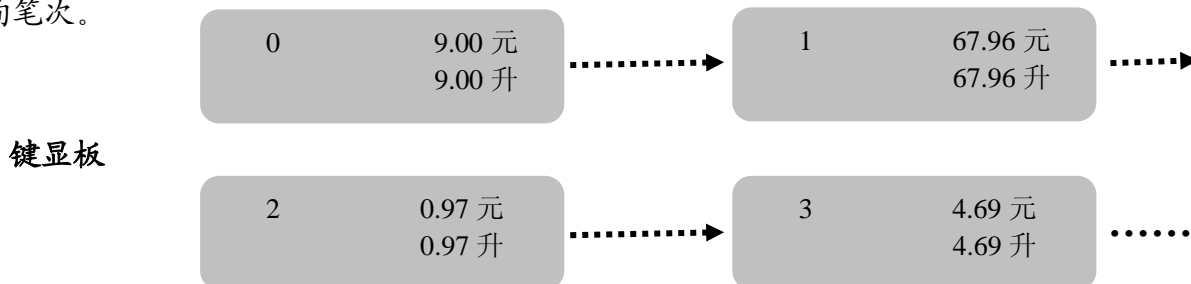 笔次。
0 9.00 元
9.00 升
1 67.96 元
67.96 升
键显板
2 0.97 元
0.97 升
3 4.69 元
4.69 升